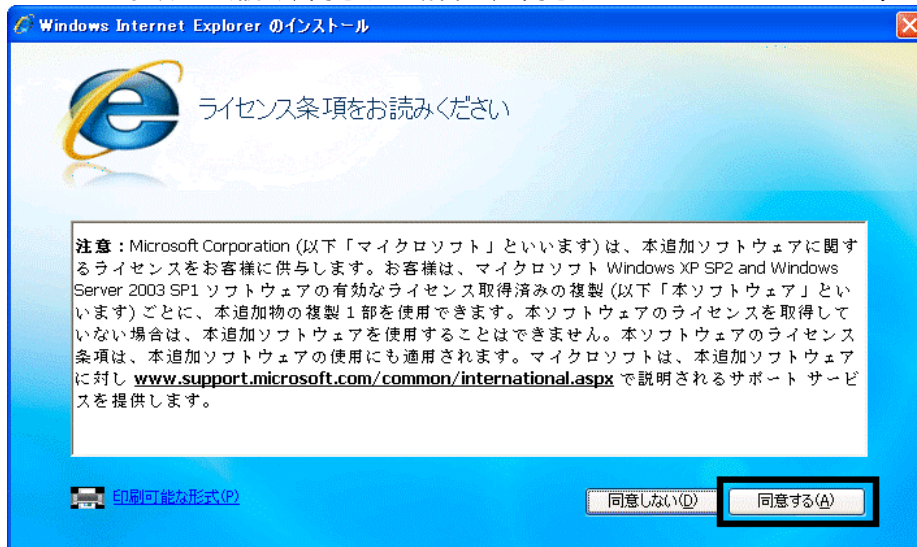 Windows Internet Explorer のインストール
ライセンス条項をお読みください
注意：Microsoft Corporation (以下「マイクロソフト」といいます) は、本追加ソフトウェアに関す
るライセンスをお客様に供与します。お客様は、マイクロソフト Windows XP SP2 and Windows
Server 2003 SP1 ソフトウェアの有効なライセンス取得済みの複製 (以下「本ソフトウェア」とい
います) ごとに、本追加物の複製 1 部を使用できます。本ソフトウェアのライセンスを取得して
いない場合は、本追加ソフトウェアを使用することはできません。本ソフトウェアのライセンス
条項は、本追加ソフトウェアの使用にも適用されます。マイクロソフトは、本追加ソフトウェア
に対し www.support.microsoft.com/common/international.aspx で説明されるサポート サービ
スを提供します。
印刷可能な形式(P)
同意しない(D)
同意する(A)